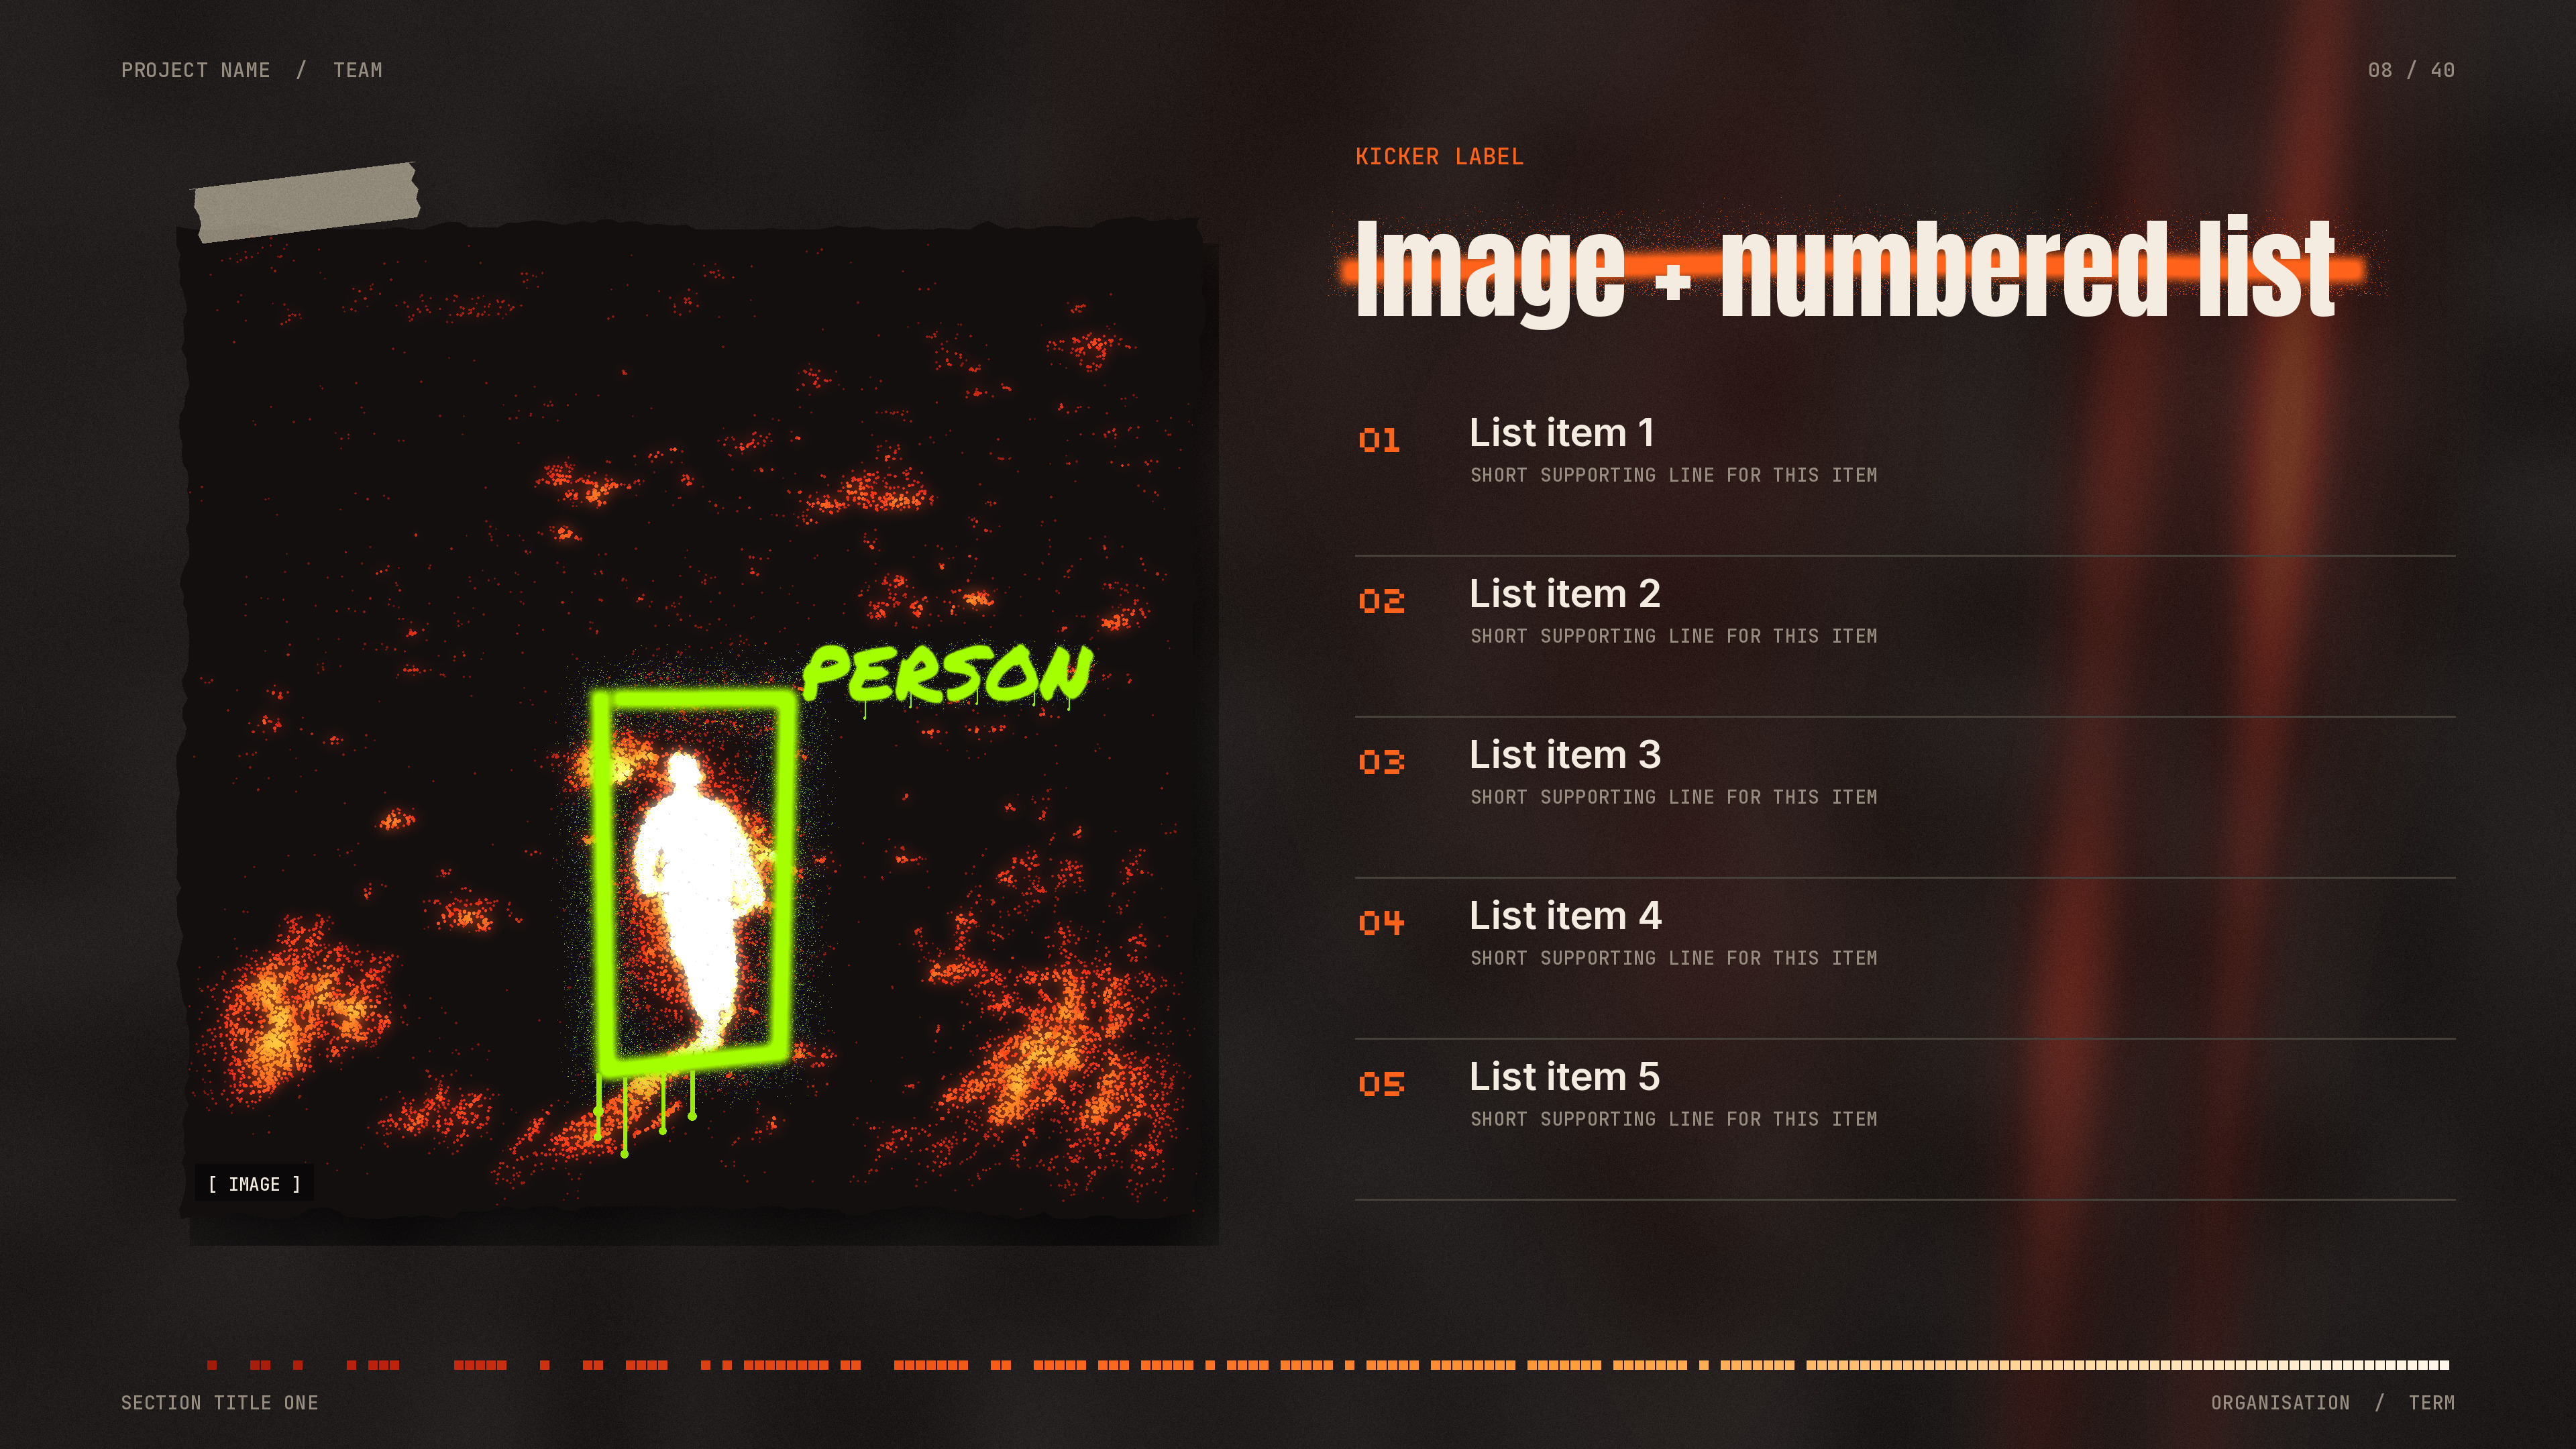 PROJECT NAME / TEAM
08 / 40
KICKER LABEL
Image + numbered list
PERSON
[ IMAGE ]
01 List item 1
SHORT SUPPORTING LINE FOR THIS ITEM
02 List item 2
SHORT SUPPORTING LINE FOR THIS ITEM
03 List item 3
SHORT SUPPORTING LINE FOR THIS ITEM
04 List item 4
SHORT SUPPORTING LINE FOR THIS ITEM
05 List item 5
SHORT SUPPORTING LINE FOR THIS ITEM
SECTION TITLE ONE
ORGANISATION / TERM